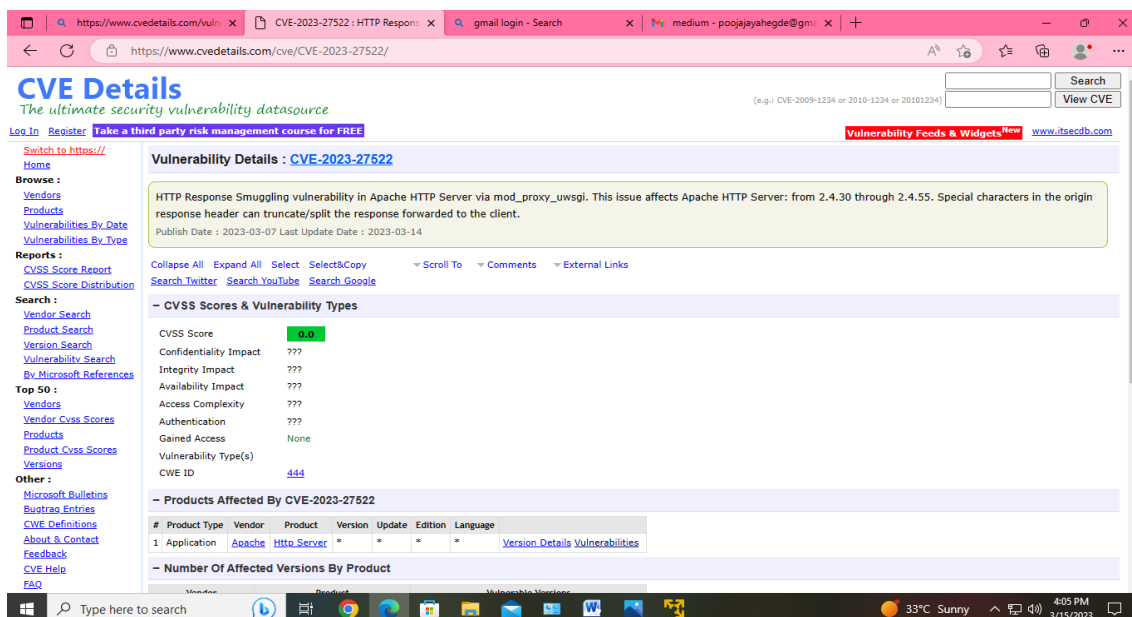 https://www.cvedetails.com/vuln
CVE-2023-27522 : HTTP Respons
gmail login - Search
medium - poojajayahegde@gma
https://www.cvedetails.com/cve/CVE-2023-27522/
CVE Details
The ultimate security vulnerability datasource
(e.g.: CVE-2009-1234 or 2010-1234 or 20101234)
Search
View CVE
Log In Register Take a third party risk management course for FREE
Vulnerability Feeds & Widgets New www.itsecdb.com
Switch to https://
Home
Browse :
Vendors
Products
Vulnerabilities By Date
Vulnerabilities By Type
Reports :
CVSS Score Report
CVSS Score Distribution
Search :
Vendor Search
Product Search
Version Search
Vulnerability Search
By Microsoft References
Top 50 :
Vendors
Vendor Cvss Scores
Products
Product Cvss Scores
Versions
Other :
Microsoft Bulletins
Bugtraq Entries
CWE Definitions
About & Contact
Feedback
CVE Help
FAQ
Vulnerability Details : CVE-2023-27522
HTTP Response Smuggling vulnerability in Apache HTTP Server via mod_proxy_uwsgi. This issue affects Apache HTTP Server: from 2.4.30 through 2.4.55. Special characters in the origin
response header can truncate/split the response forwarded to the client.
Publish Date : 2023-03-07 Last Update Date : 2023-03-14
Collapse All Expand All Select Select&Copy Scroll To Comments External Links
Search Twitter Search YouTube Search Google
− CVSS Scores & Vulnerability Types
CVSS Score 0.0
Confidentiality Impact ???
Integrity Impact ???
Availability Impact ???
Access Complexity ???
Authentication ???
Gained Access None
Vulnerability Type(s)
CWE ID 444
− Products Affected By CVE-2023-27522
# Product Type Vendor Product Version Update Edition Language
1 Application Apache Http Server * * * * Version Details Vulnerabilities
− Number Of Affected Versions By Product
Vendor Product Vulnerable Versions
Type here to search
33°C Sunny
4:05 PM
3/15/2023